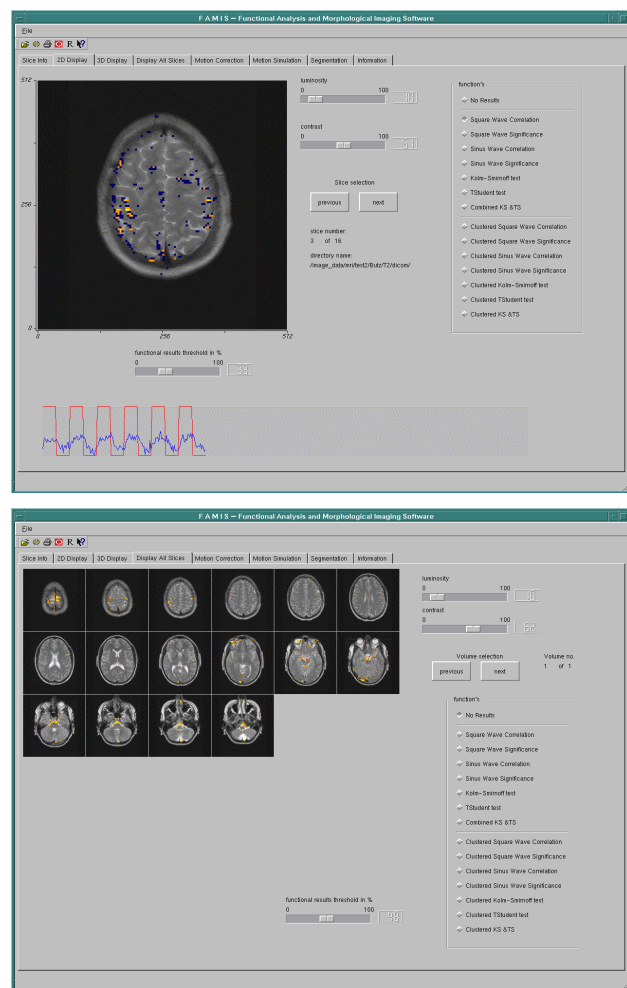 F A M I S – Functional Analysis and Morphological Imaging Software
File
R
Slice Info 2D Display 3D Display Display All Slices Motion Correction Motion Simulation Segmentation Information
512
256
0
0 256 512
luminosity
0 100
contrast
0 100
Slice selection
previous next
slice number:
3 of 16
directory name:
/image_data/mri/test2/Butz/T2/dicom/
function's
No Results
Square Wave Correlation
Square Wave Significance
Sinus Wave Correlation
Sinus Wave Significance
Kolm–Smirnoff test
TStudent test
Combined KS &TS
Clustered Square Wave Correlation
Clustered Square Wave Significance
Clustered Sinus Wave Correlation
Clustered Sinus Wave Significance
Clustered Kolm–Smirnoff test
Clustered TStudent test
Clustered KS &TS
functional results threshold in %
0 100
33
F A M I S – Functional Analysis and Morphological Imaging Software
File
R
Slice Info 2D Display 3D Display Display All Slices Motion Correction Motion Simulation Segmentation Information
luminosity
0 100
contrast
0 100
62
Volume selection
previous next
Volume no.
1 of 1
function's
No Results
Square Wave Correlation
Square Wave Significance
Sinus Wave Correlation
Sinus Wave Significance
Kolm–Smirnoff test
TStudent test
Combined KS &TS
Clustered Square Wave Correlation
Clustered Square Wave Significance
Clustered Sinus Wave Correlation
Clustered Sinus Wave Significance
Clustered Kolm–Smirnoff test
Clustered TStudent test
Clustered KS &TS
functional results threshold in %
0 100
48